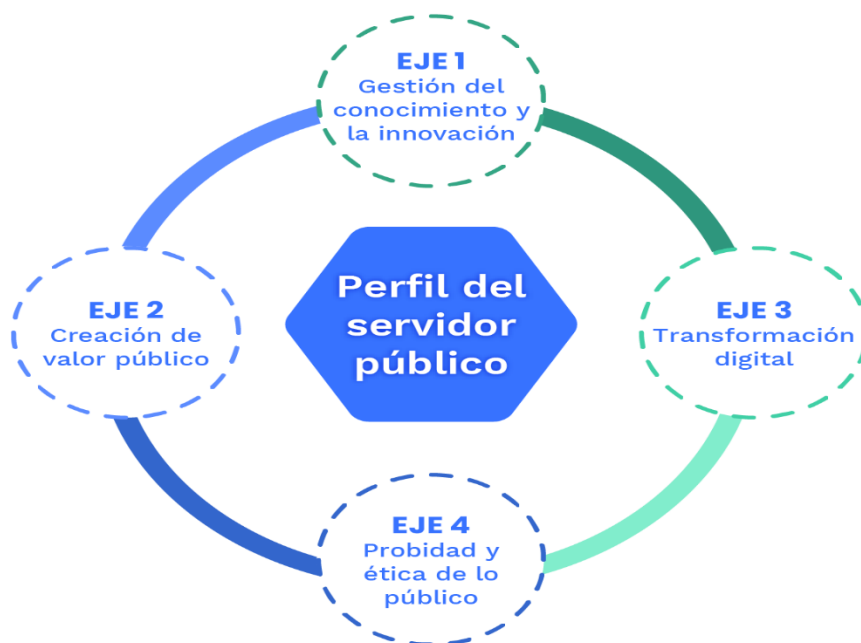 EJE 1
Gestión del
conocimiento y
la innovación
Perfil del
servidor
público
EJE 2
Creación de
valor público
EJE 3
Transformación
digital
EJE 4
Probidad y
ética de lo
público